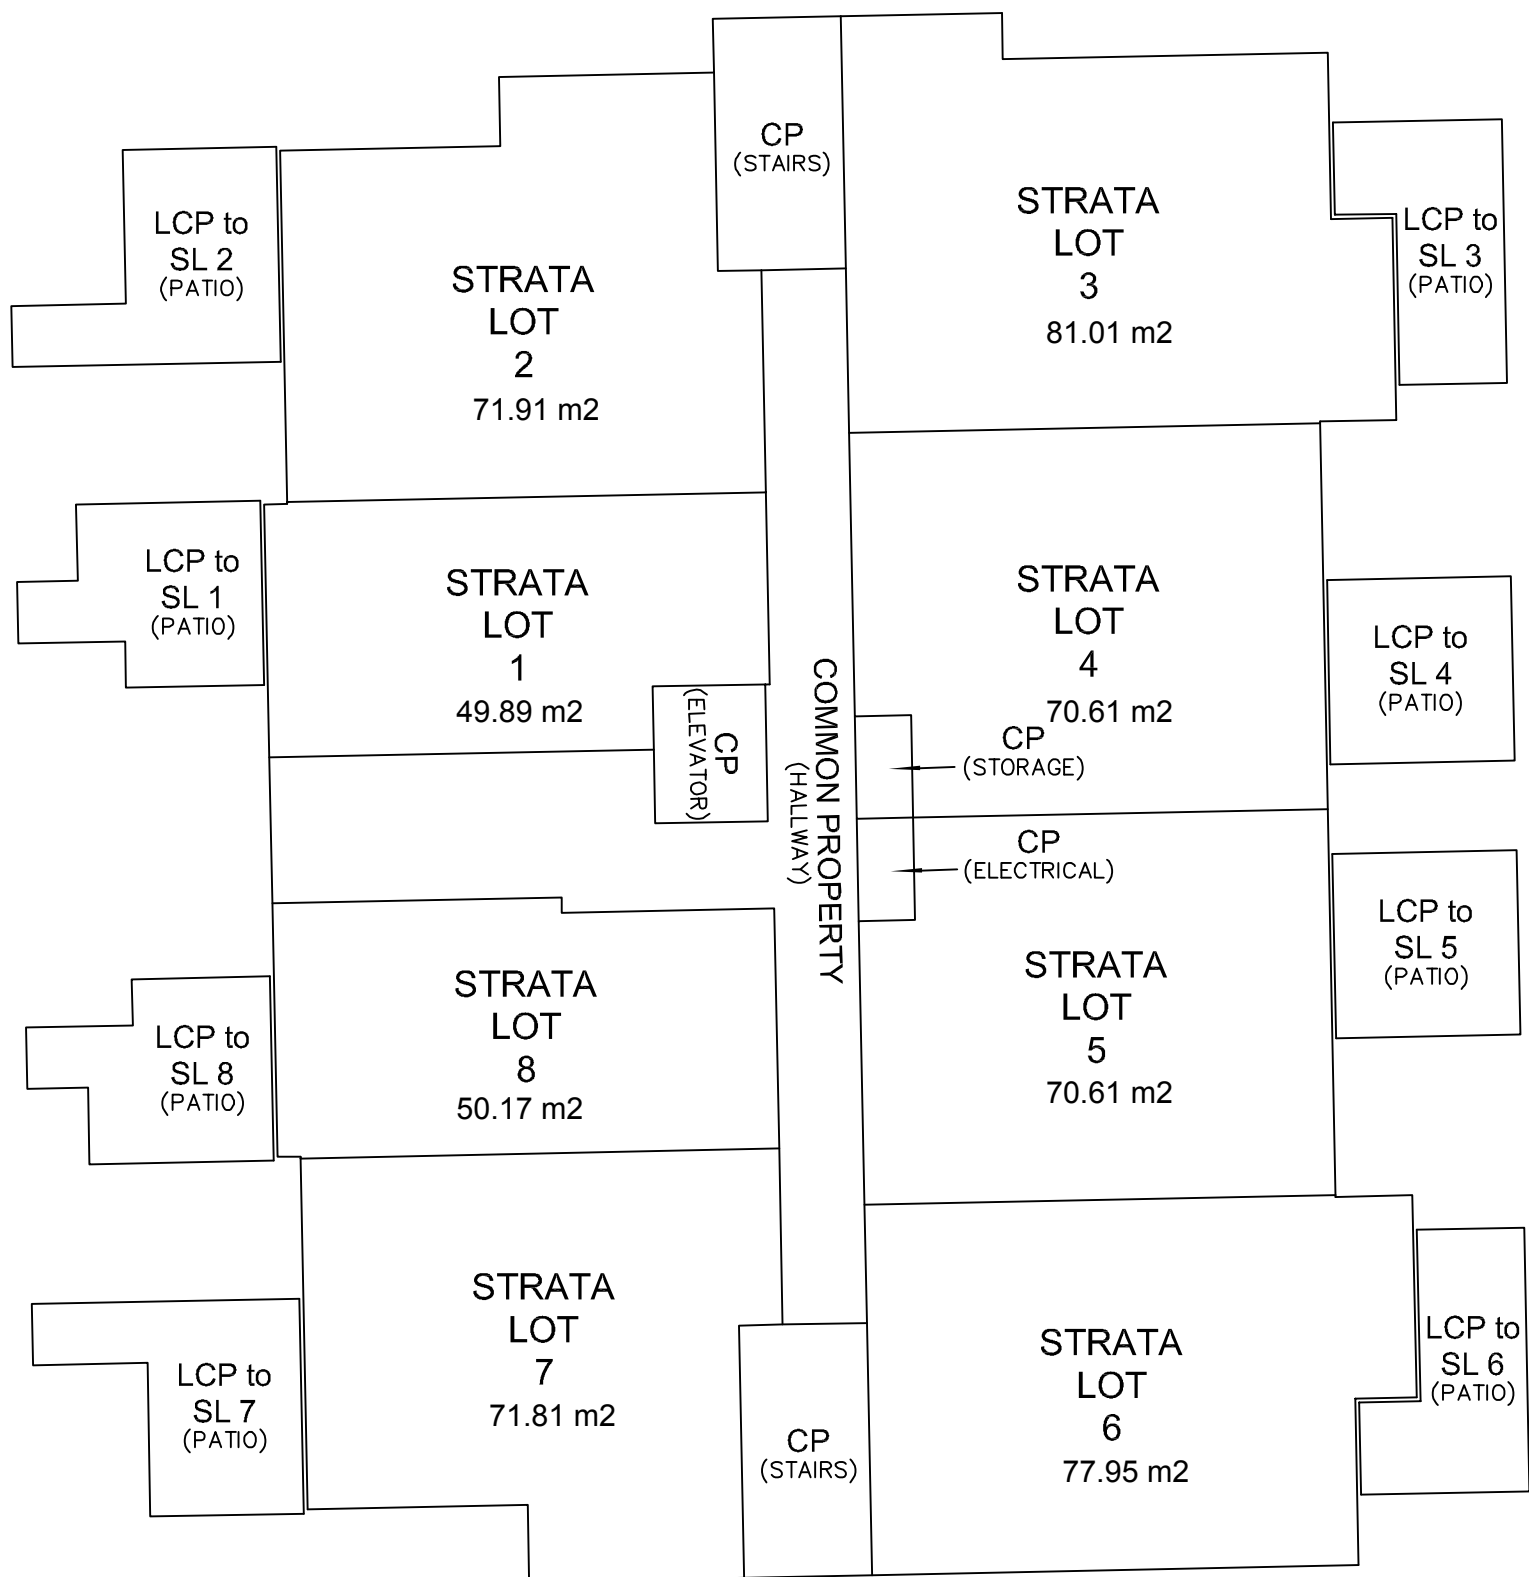 CP
(STAIRS)
LCP to
SL 2
(PATIO)
STRATA
LOT
2
71.91 m2
STRATA
LOT
3
81.01 m2
LCP to
SL 3
(PATIO)
LCP to
SL 1
(PATIO)
STRATA
LOT
1
49.89 m2
CP
(ELEVATOR)
COMMON PROPERTY
(HALLWAY)
STRATA
LOT
4
70.61 m2
CP
(STORAGE)
LCP to
SL 4
(PATIO)
CP
(ELECTRICAL)
LCP to
SL 5
(PATIO)
STRATA
LOT
5
70.61 m2
LCP to
SL 8
(PATIO)
STRATA
LOT
8
50.17 m2
STRATA
LOT
7
71.81 m2
LCP to
SL 7
(PATIO)
CP
(STAIRS)
STRATA
LOT
6
77.95 m2
LCP to
SL 6
(PATIO)